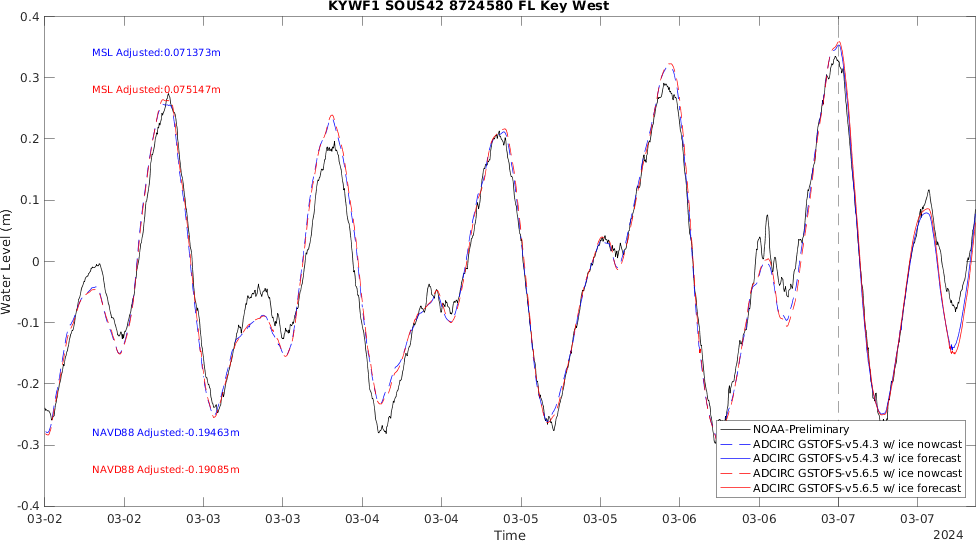 KYWF1 SOUS42 8724580 FL Key West
0.4
0.3
0.2
0.1
0
-0.1
-0.2
-0.3
-0.4
Water Level (m)
MSL Adjusted:0.071373m
MSL Adjusted:0.075147m
NAVD88 Adjusted:-0.19463m
NAVD88 Adjusted:-0.19085m
NOAA-Preliminary
ADCIRC GSTOFS-v5.4.3 w/ ice nowcast
ADCIRC GSTOFS-v5.4.3 w/ ice forecast
ADCIRC GSTOFS-v5.6.5 w/ ice nowcast
ADCIRC GSTOFS-v5.6.5 w/ ice forecast
03-02 03-02 03-03 03-03 03-04 03-04 03-05 03-05 03-06 03-06 03-07 03-07
Time
2024